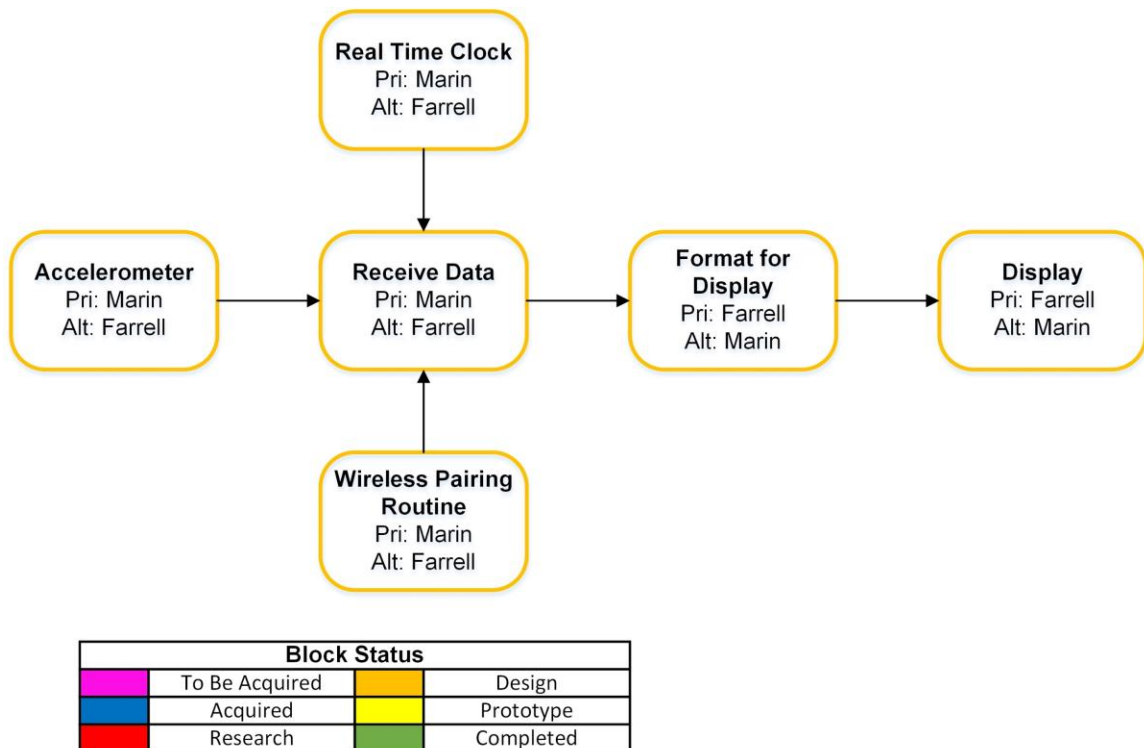 Real Time Clock
Pri: Marin
Alt: Farrell
Accelerometer
Pri: Marin
Alt: Farrell
Receive Data
Pri: Marin
Alt: Farrell
Format for
Display
Pri: Farrell
Alt: Marin
Display
Pri: Farrell
Alt: Marin
Wireless Pairing
Routine
Pri: Marin
Alt: Farrell
Block Status
To Be Acquired
Design
Acquired
Prototype
Research
Completed